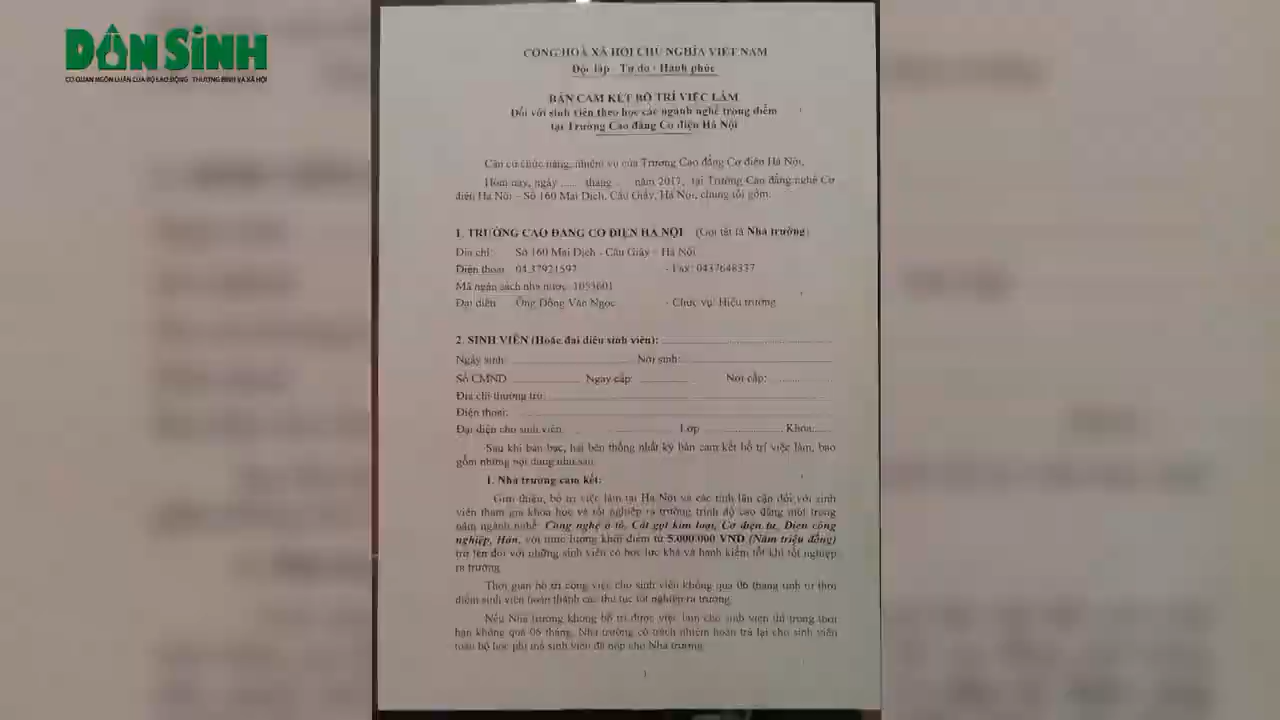 DÂN SINH
CƠ QUAN NGÔN LUẬN CỦA BỘ LAO ĐỘNG THƯƠNG BINH VÀ XÃ HỘI
CỘNG HOÀ XÃ HỘI CHỦ NGHĨA VIỆT NAM
Độc lập - Tự do - Hành phúc
BẢN CAM KẾT BỐ TRÍ VIỆC LÀM
Đối với sinh viên theo học các ngành nghề trọng điểm
tại Trường Cao đẳng Cơ điện Hà Nội
Căn cứ chức năng, nhiệm vụ của Trường Cao đẳng Cơ điện Hà Nội,
Hôm nay, ngày ..... tháng ... năm 2017, tại Trường Cao đẳng nghề Cơ
điện Hà Nội – Số 160 Mai Dịch, Cầu Giấy, Hà Nội, chúng tôi gồm:
1. TRƯỜNG CAO ĐẲNG CƠ ĐIỆN HÀ NỘI (Gọi tắt là Nhà trường)
Địa chỉ: Số 160 Mai Dịch - Cầu Giấy - Hà Nội
Điện thoại: 04.37921597 - Fax: 0437648337
Mã ngân sách nhà nước: 1055601
Đại diện: Ông Đồng Văn Ngọc - Chức vụ: Hiệu trưởng
2. SINH VIÊN (Hoặc đại diện sinh viên): ....................
Ngày sinh: .................... Nơi sinh: ....................
Số CMND ............ Ngày cấp: ............ Nơi cấp: ............
Địa chỉ thường trú: ....................
Điện thoại: ....................
Đại diện cho sinh viên: ............ Lớp ............ Khóa:.....
Sau khi bàn bạc, hai bên thống nhất ký bản cam kết bố trí việc làm, bao
gồm những nội dung như sau:
1. Nhà trường cam kết:
Giới thiệu, bố trí việc làm tại Hà Nội và các tỉnh lân cận đối với sinh
viên tham gia khóa học và tốt nghiệp ra trường trình độ cao đẳng một trong
năm ngành nghề: Công nghệ ô tô, Cắt gọt kim loại, Cơ điện tử, Điện công
nghiệp, Hàn, với mức lương khởi điểm từ 5.000.000 VNĐ (Năm triệu đồng)
trở lên đối với những sinh viên có học lực khá và hạnh kiểm tốt khi tốt nghiệp
ra trường.
Thời gian bố trí công việc cho sinh viên không quá 06 tháng tính từ thời
điểm sinh viên hoàn thành các thủ tục tốt nghiệp ra trường.
Nếu Nhà trường không bố trí được việc làm cho sinh viên thì trong thời
hạn không quá 06 tháng, Nhà trường có trách nhiệm hoàn trả lại cho sinh viên
toàn bộ học phí mà sinh viên đã nộp cho Nhà trường.
1